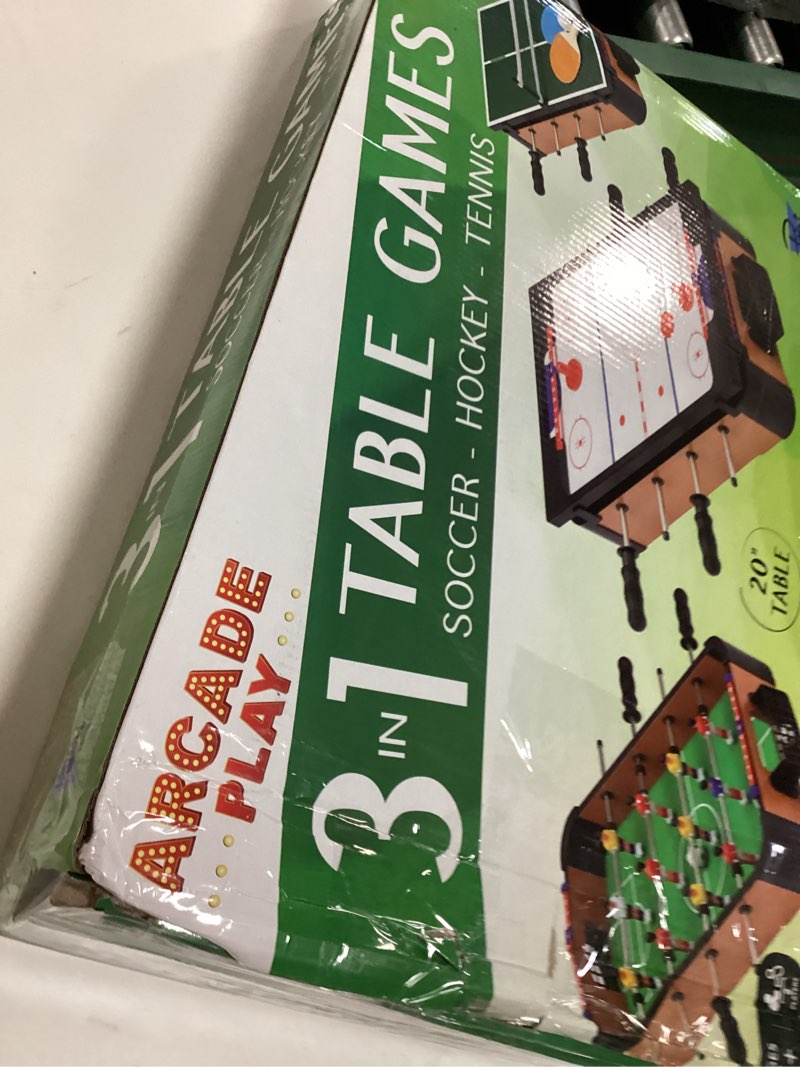 ARCADE
PLAY
3 IN 1 TABLE GAMES
SOCCER - HOCKEY - TENNIS
20"
TABLE